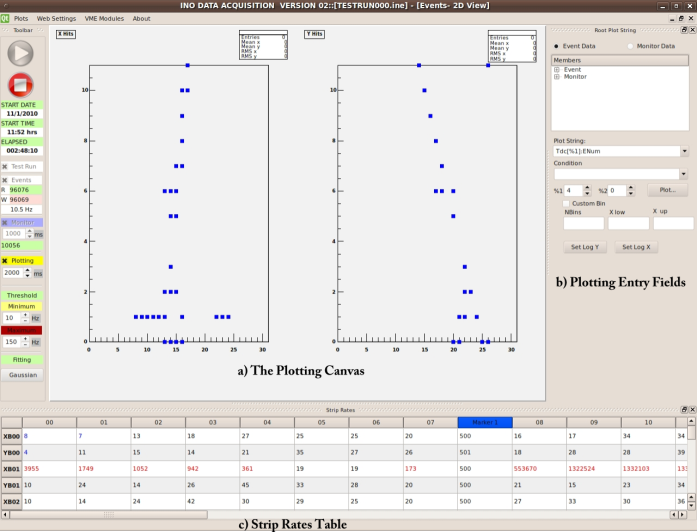 INO DATA ACQUISITION VERSION 02::[TESTRUN000.ine] - [Events- 2D View]
Plots Web Settings VME Modules About
Toolbar
START DATE
11/1/2010
START TIME
11:52 hrs
ELAPSED
002:48:10
Test Run
Events
R 96076
W 96069
10.5 Hz
1000 ms
10056
Plotting
2000 ms
Threshold
Minimum
10 Hz
150 Hz
Fitting
Gaussian
X Hits
Entries 0
Mean x 0
Mean y 0
RMS x 0
RMS y 0
10
8
6
4
2
0
0 5 10 15 20 25 30
Y Hits
Entries 0
Mean x 0
Mean y 0
RMS x 0
RMS y 0
10
8
6
4
2
0
0 5 10 15 20 25 30
a) The Plotting Canvas
Root Plot String
Event Data Monitor Data
Members
Event
Monitor
Plot String:
Tdc[%1]:ENum
Condition
%1 4 %2 0 Plot...
Custom Bin
NBins X low X up
Set Log Y Set Log X
b) Plotting Entry Fields
Strip Rates
00 01 02 03 04 05 06 07 Marker 1 08 09 10
XB00 8 7 13 18 27 25 25 20 500 16 17 34 34
YB00 4 11 15 14 21 35 27 26 501 18 28 28 39
XB01 3955 1749 1052 942 361 19 19 173 500 553670 1322524 1332103
YB01 10 24 14 26 45 33 28 20 500 21 15 23 34
XB02 10 14 24 42 30 29 20 20 500 27 33 30 36
c) Strip Rates Table